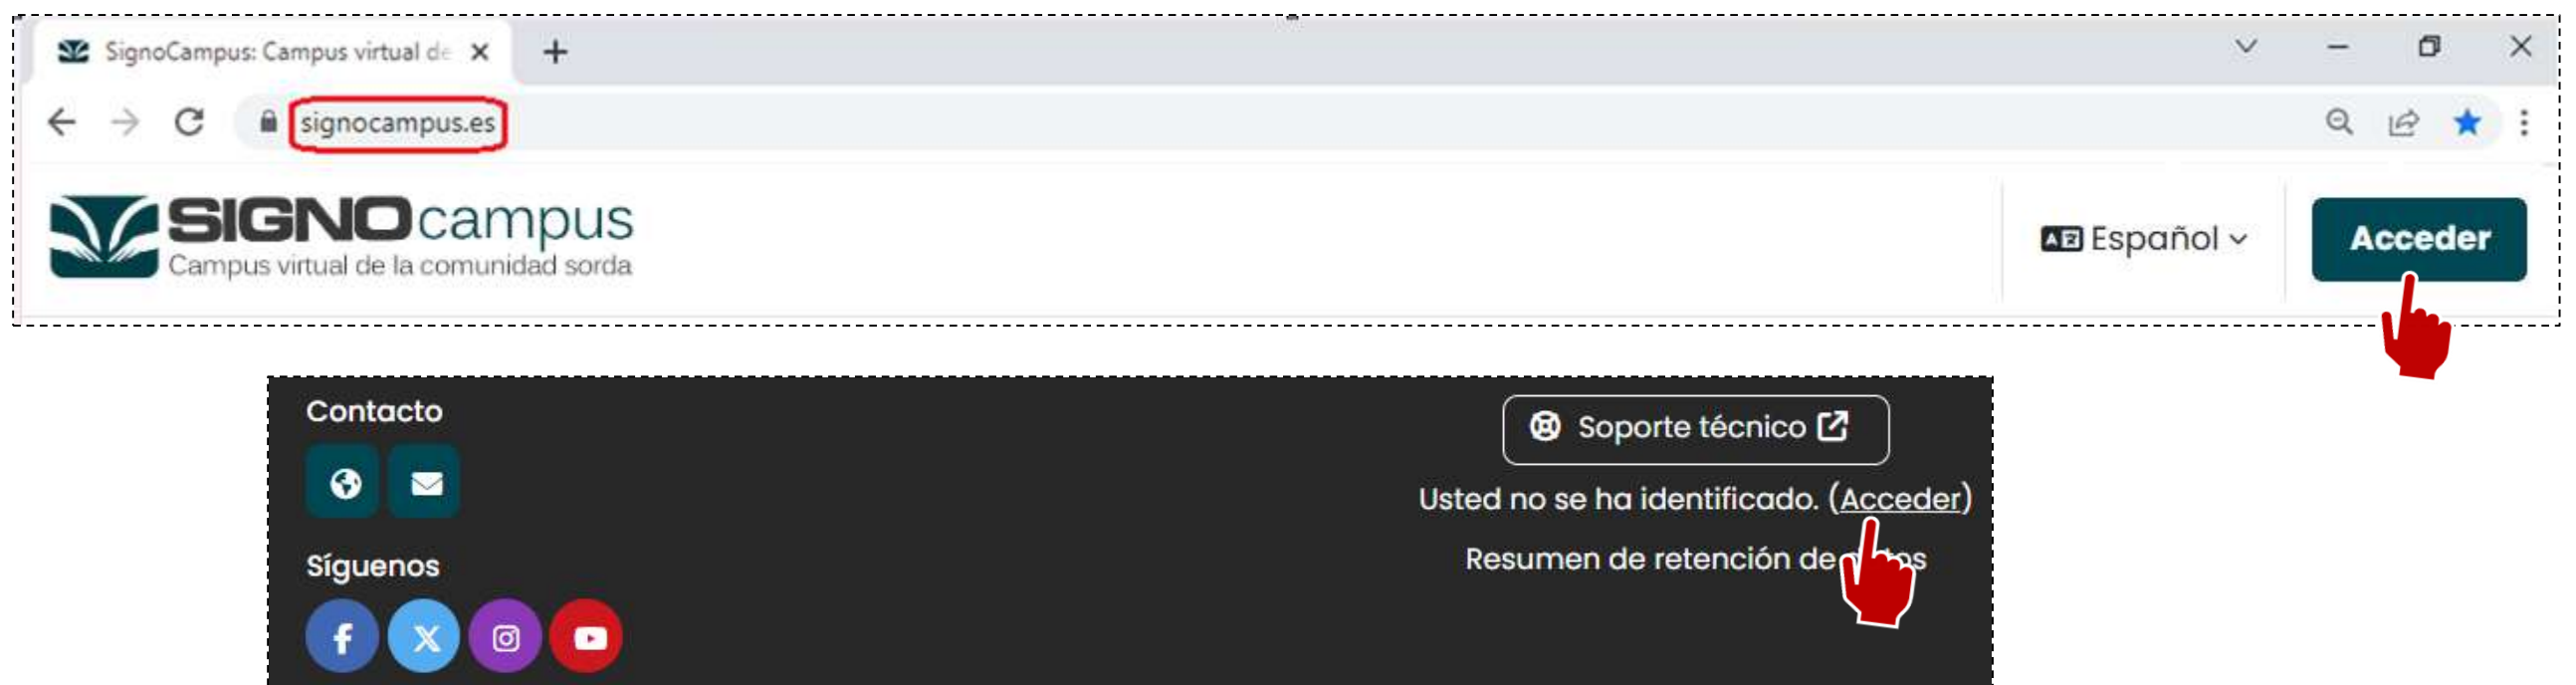 SignoCampus: Campus virtual de
signocampus.es
SIGNOcampus
Campus virtual de la comunidad sorda
Español
Acceder
Contacto
Soporte técnico
Usted no se ha identificado. (Acceder)
Resumen de retención de
Síguenos